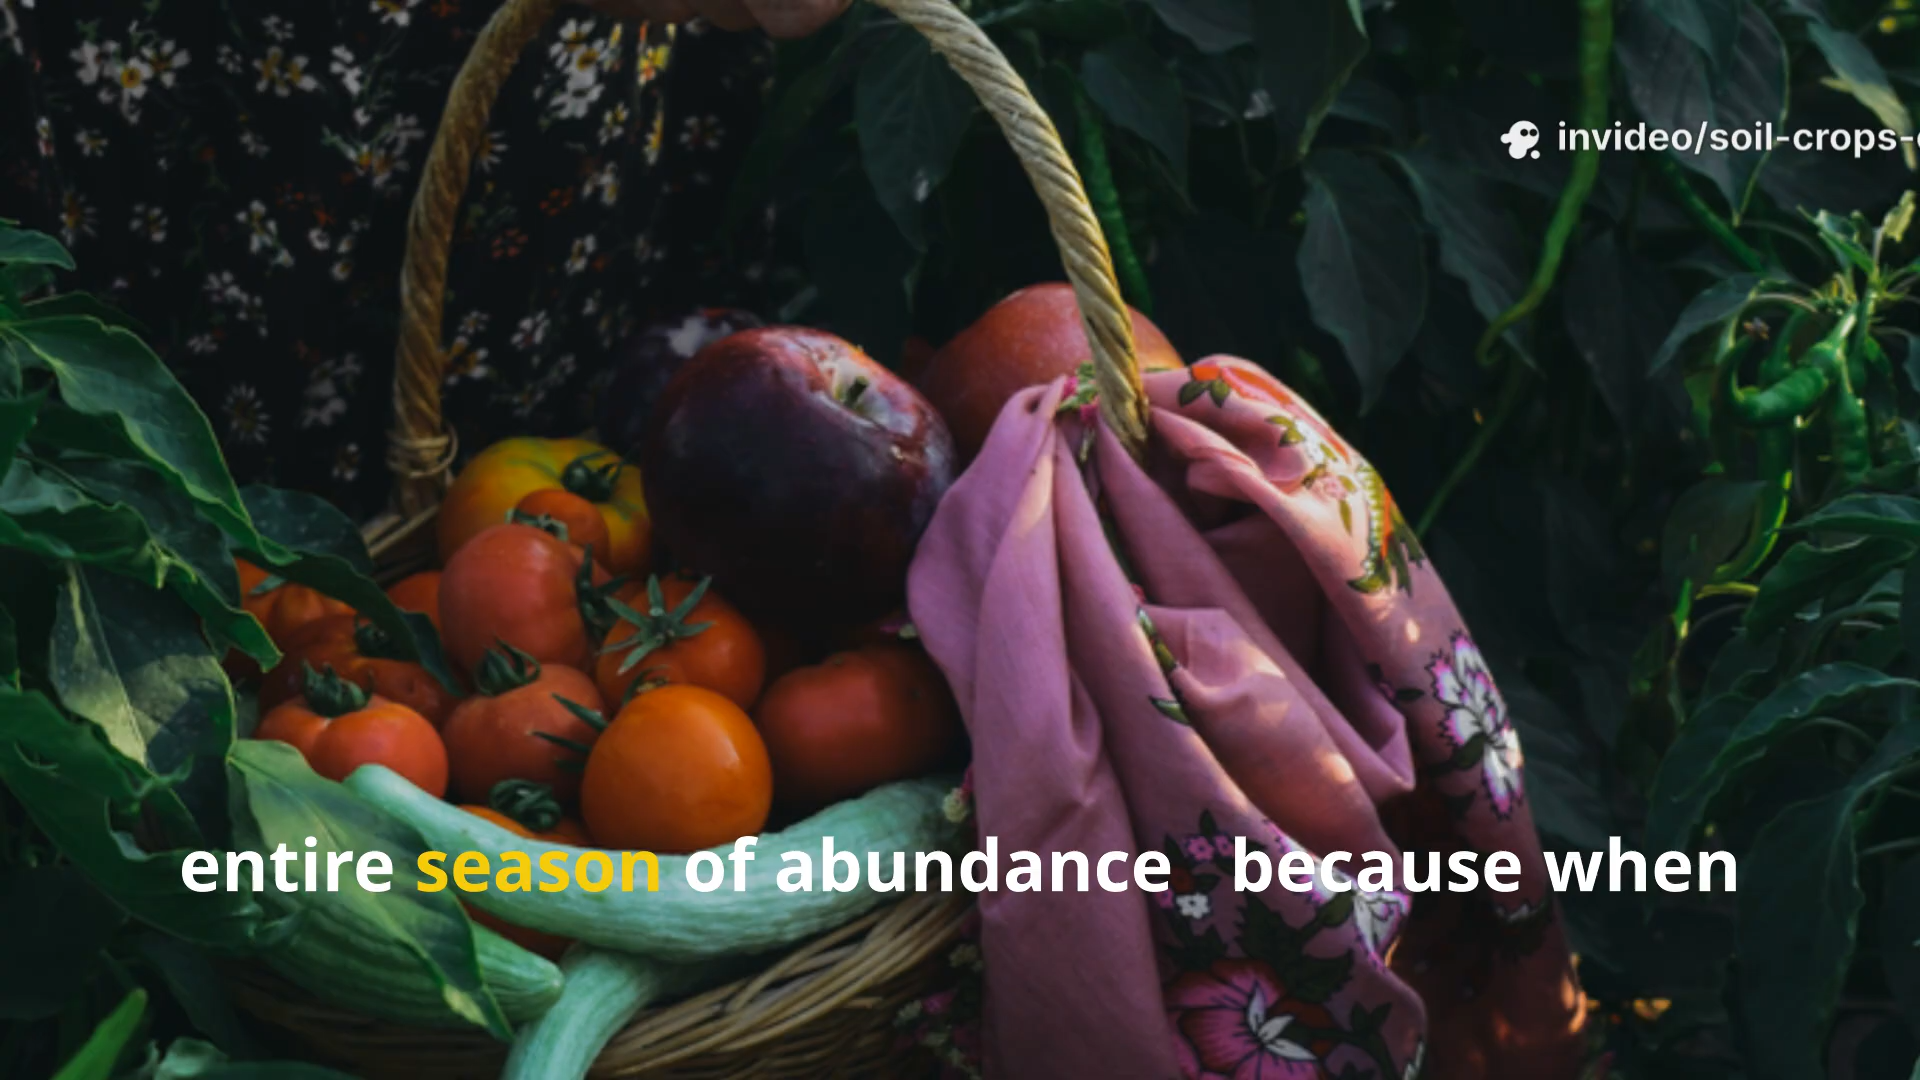 invideo/soil-crops-
entire season of abundance because when